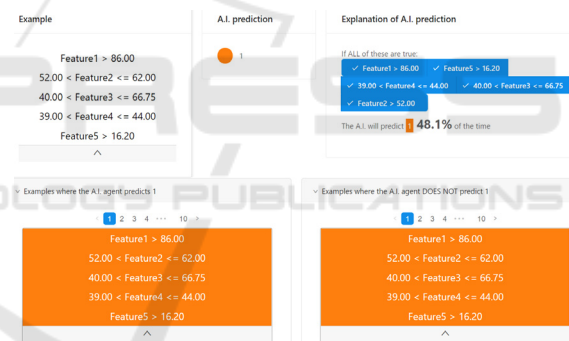 Example
Feature1 > 86.00
52.00 < Feature2 <= 62.00
40.00 < Feature3 <= 66.75
39.00 < Feature4 <= 44.00
Feature5 > 16.20
A.I. prediction
1
Explanation of A.I. prediction
If ALL of these are true:
✓ Feature1 > 86.00 ✓ Feature5 > 16.20
✓ 39.00 < Feature4 <= 44.00 ✓ 40.00 < Feature3 <= 66.75
✓ Feature2 > 52.00
The A.I. will predict 1 48.1% of the time
Examples where the A.I. agent predicts 1
< 1 2 3 4 ··· 10 >
Feature1 > 86.00
52.00 < Feature2 <= 62.00
40.00 < Feature3 <= 66.75
39.00 < Feature4 <= 44.00
Feature5 > 16.20
Examples where the A.I. agent DOES NOT predict 1
< 1 2 3 4 ··· 10 >
Feature1 > 86.00
52.00 < Feature2 <= 62.00
40.00 < Feature3 <= 66.75
39.00 < Feature4 <= 44.00
Feature5 > 16.20
PRESS
OLOGY PUBLICATIONS